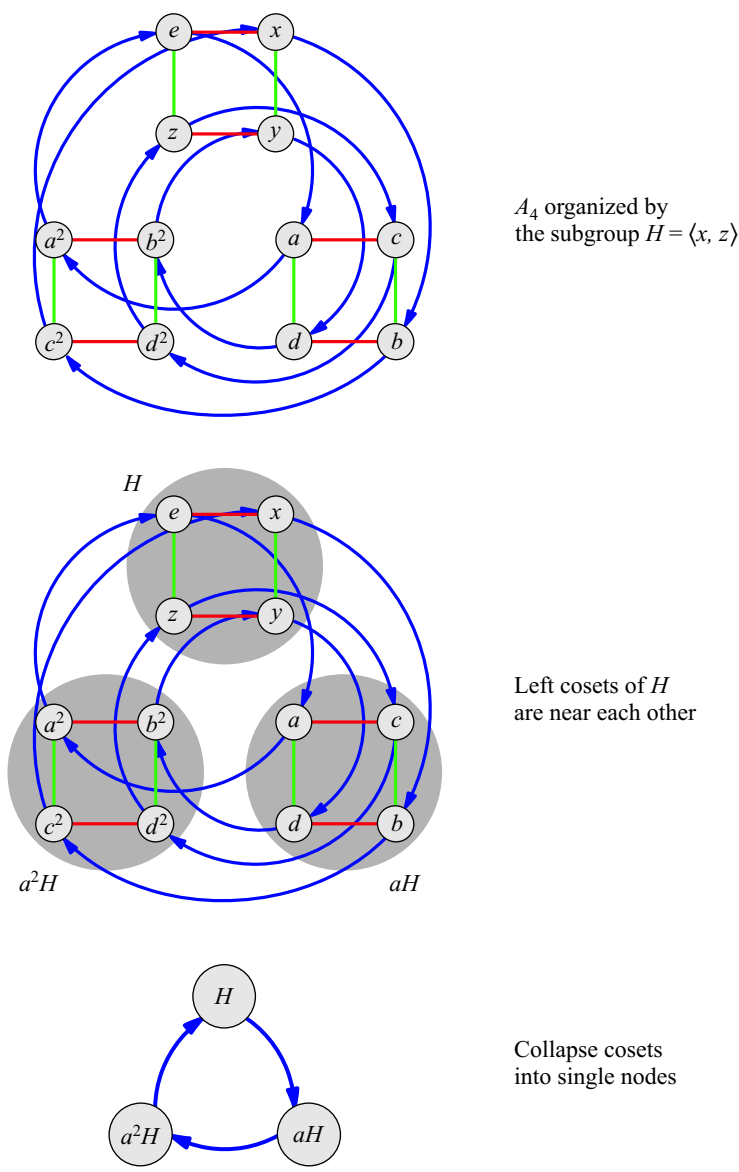 e x
z y
a² b² a c
c² d² d b
A₄ organized by
the subgroup H = ⟨x, z⟩
H
e x
z y
a² b² a c
c² d² d b
a²H aH
Left cosets of H
are near each other
H
a²H aH
Collapse cosets
into single nodes